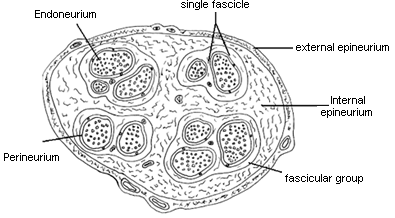 Endoneurium
single fascicle
external epineurium
Internal
epineurium
Perineurium
fascicular group